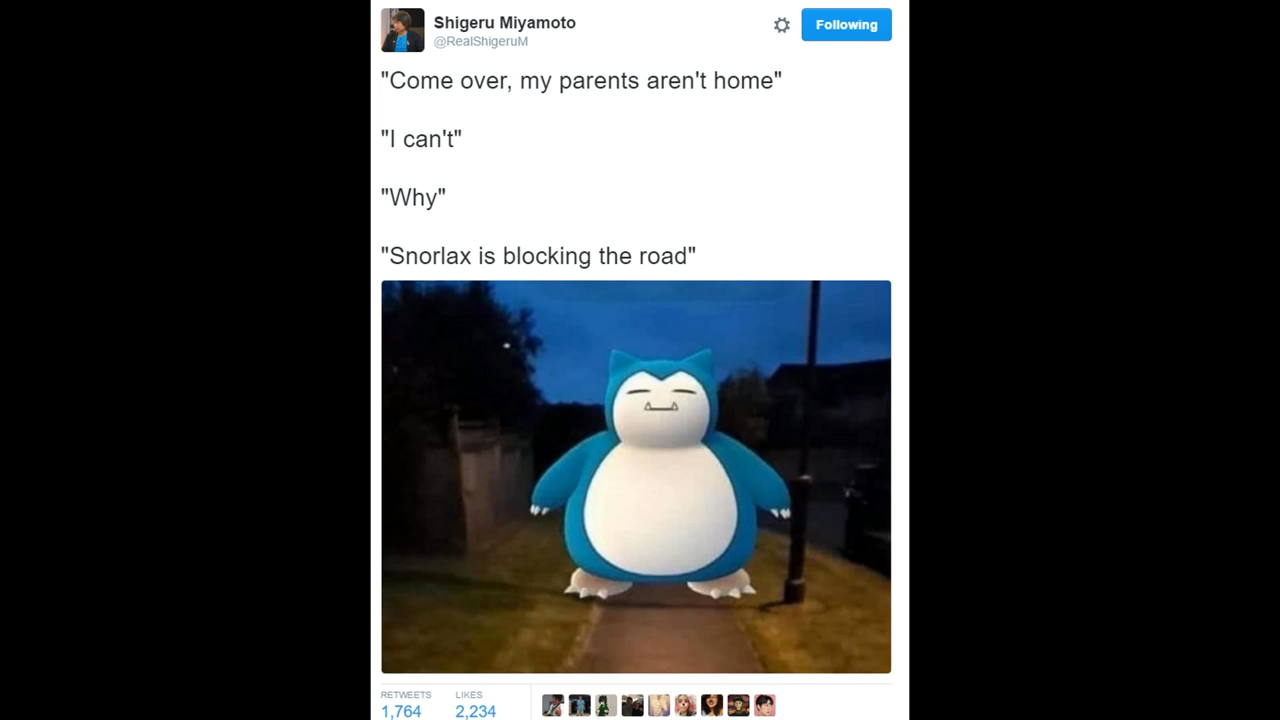 Shigeru Miyamoto
@RealShigeruM
Following
"Come over, my parents aren't home"
"I can't"
"Why"
"Snorlax is blocking the road"
RETWEETS LIKES
1,764 2,234